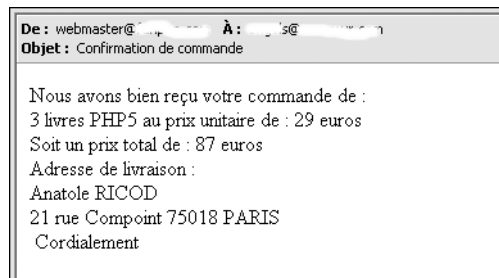 De : webmaster@ À : s@
Objet : Confirmation de commande
Nous avons bien reçu votre commande de :
3 livres PHP5 au prix unitaire de : 29 euros
Soit un prix total de : 87 euros
Adresse de livraison :
Anatole RICOD
21 rue Compoint 75018 PARIS
Cordialement